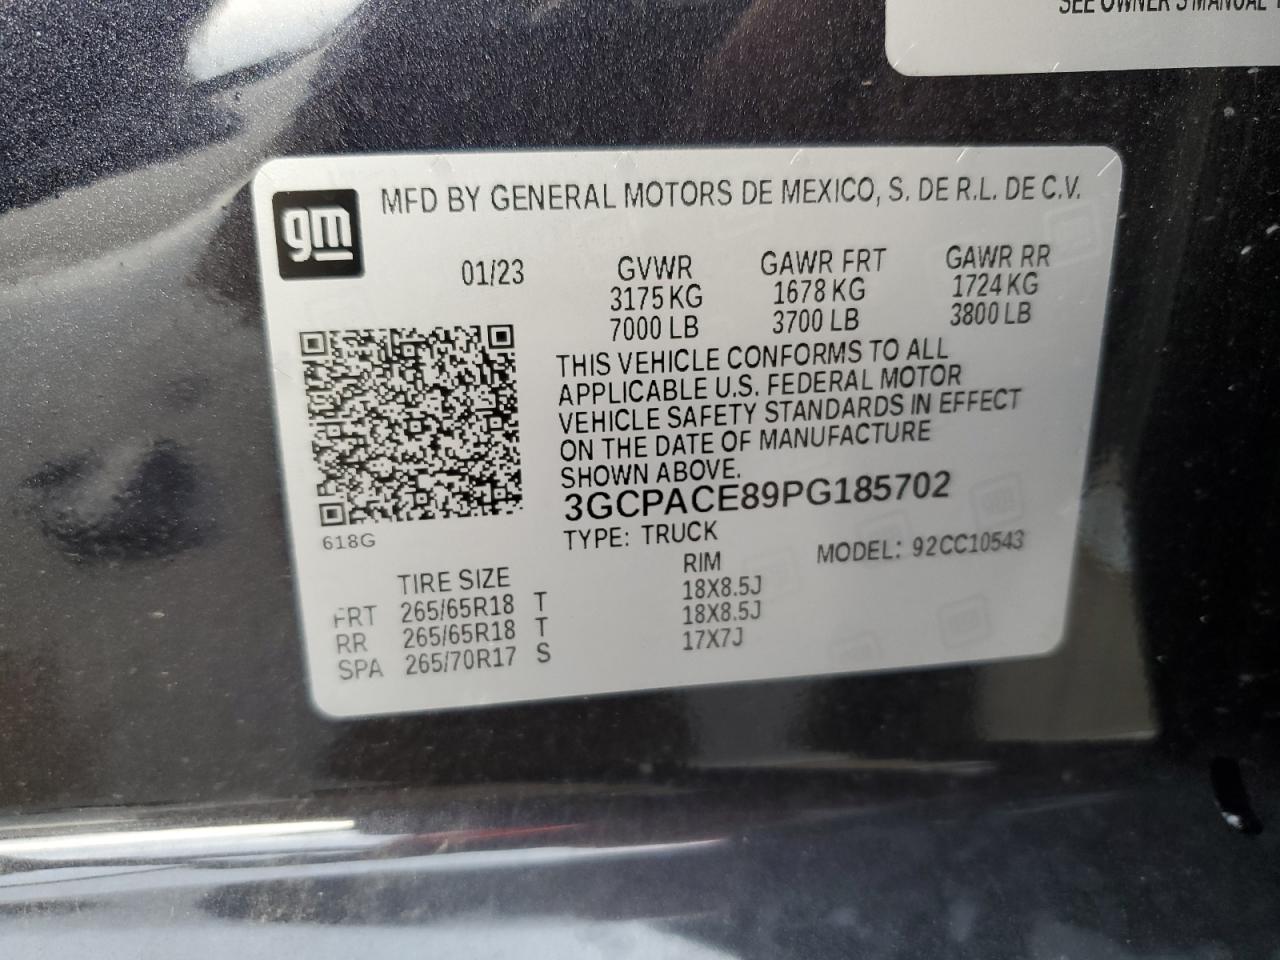 SEE OWNER'S MANUAL
gm
MFD BY GENERAL MOTORS DE MEXICO, S. DE R.L. DE C.V.
01/23 GVWR GAWR FRT GAWR RR
3175 KG 1678 KG 1724 KG
7000 LB 3700 LB 3800 LB
THIS VEHICLE CONFORMS TO ALL
APPLICABLE U.S. FEDERAL MOTOR
VEHICLE SAFETY STANDARDS IN EFFECT
ON THE DATE OF MANUFACTURE
SHOWN ABOVE.
3GCPACE89PG185702
618G
TYPE: TRUCK
MODEL: 92CC10543
TIRE SIZE RIM
FRT 265/65R18 T 18X8.5J
RR 265/65R18 T 18X8.5J
SPA 265/70R17 S 17X7J